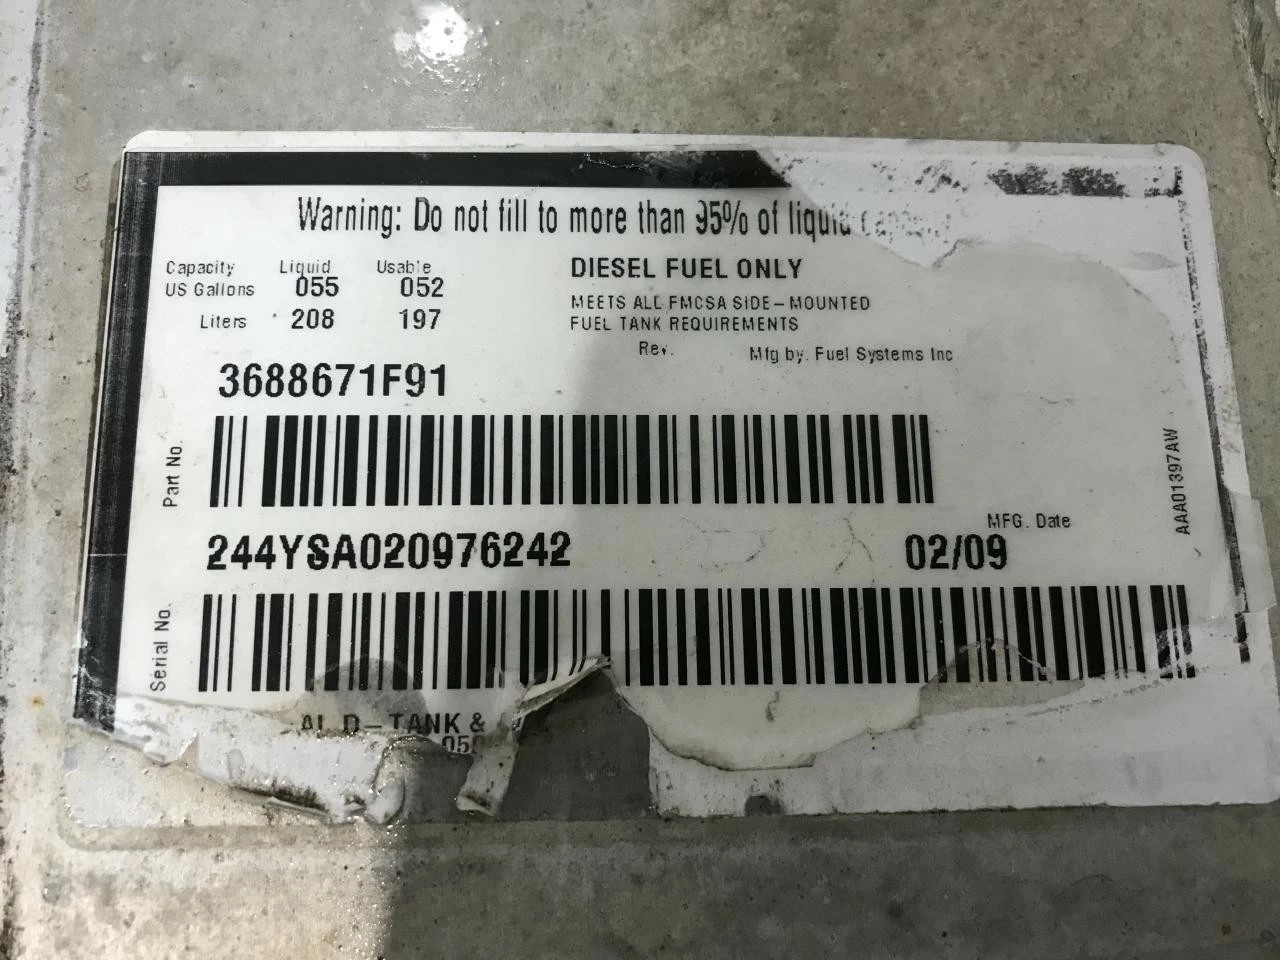 Warning: Do not fill to more than 95% of liquid capacity
Capacity Liquid Usable
US Gallons 055 052
Liters 208 197
DIESEL FUEL ONLY
MEETS ALL FMCSA SIDE-MOUNTED
FUEL TANK REQUIREMENTS
Rev. Mfg by. Fuel Systems Inc
3688671F91
Part No.
244YSA020976242
MFG. Date
02/09
Serial No.
AAA01397AW
AL D-TANK &